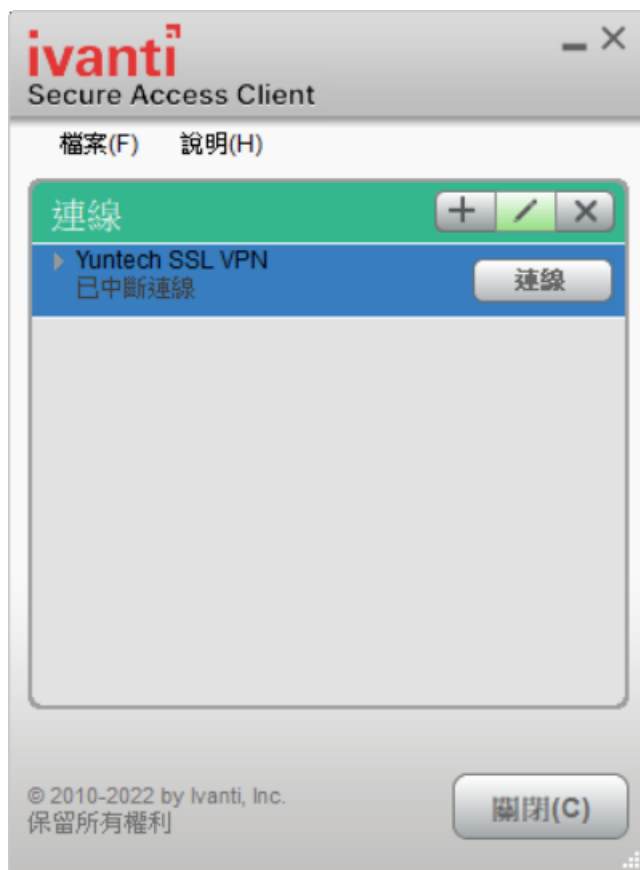 ivanti
Secure Access Client
檔案(F) 說明(H)
連線
Yuntech SSL VPN
已中斷連線
連線
© 2010-2022 by Ivanti, Inc.
保留所有權利
關閉(C)